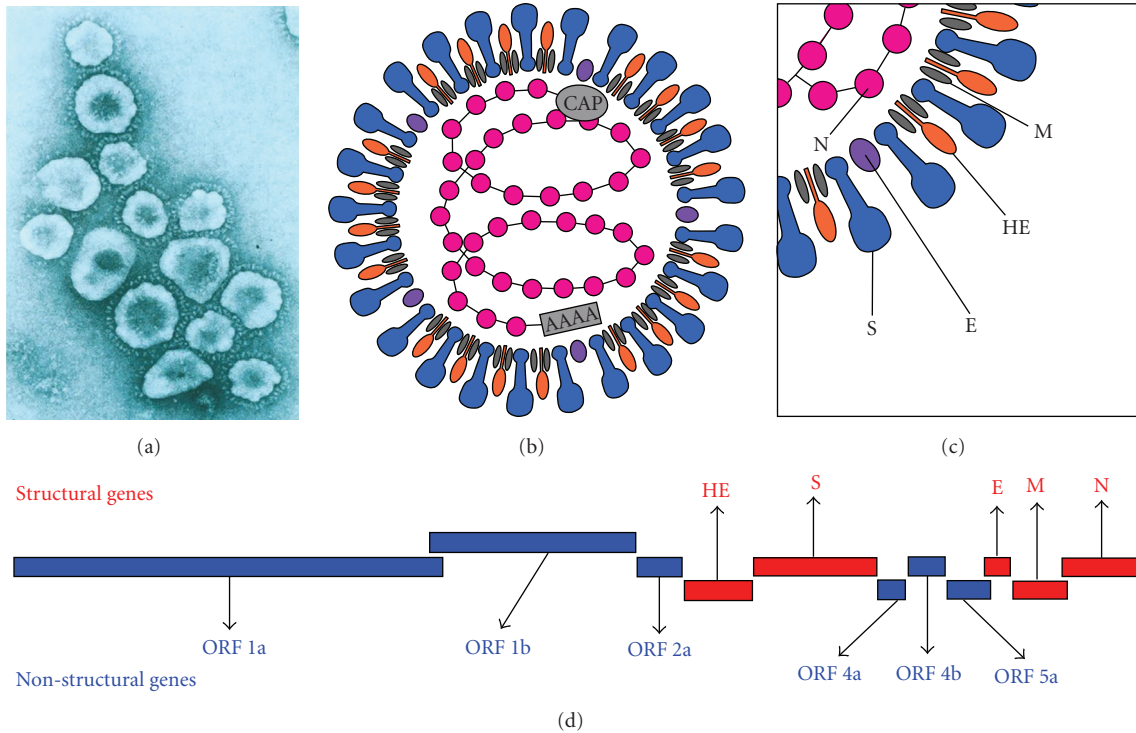 CAP
AAAA
N
M
HE
E
S
(a)
(b)
(c)
Structural genes
HE
S
E
M
N
ORF 1a
ORF 1b
ORF 2a
ORF 4a
ORF 4b
ORF 5a
Non-structural genes
(d)